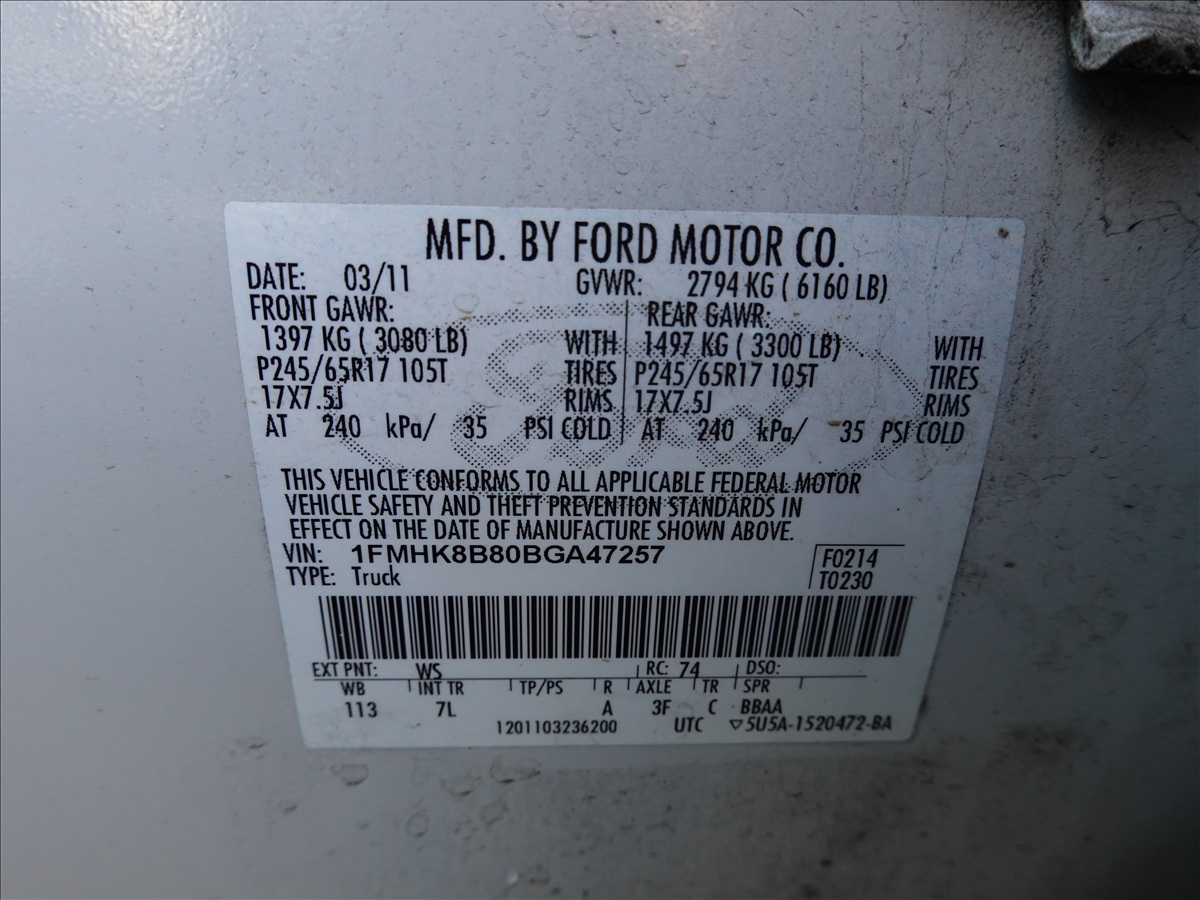 MFD. BY FORD MOTOR CO.
DATE: 03/11 GVWR: 2794 KG ( 6160 LB)
FRONT GAWR: REAR GAWR:
1397 KG ( 3080 LB) WITH 1497 KG ( 3300 LB) WITH
P245/65R17 105T TIRES P245/65R17 105T TIRES
17X7.5J RIMS 17X7.5J RIMS
AT 240 kPa/ 35 PSI COLD AT 240 kPa/ 35 PSI COLD
Ford
THIS VEHICLE CONFORMS TO ALL APPLICABLE FEDERAL MOTOR
VEHICLE SAFETY AND THEFT PREVENTION STANDARDS IN
EFFECT ON THE DATE OF MANUFACTURE SHOWN ABOVE.
VIN: 1FMHK8B80BGA47257 F0214
TYPE: Truck T0230
EXT PNT: WS RC: 74 DSO:
WB INT TR TP/PS R AXLE TR SPR
113 7L A 3F C BBAA
1201103236200 UTC ▽5U5A-1520472-BA